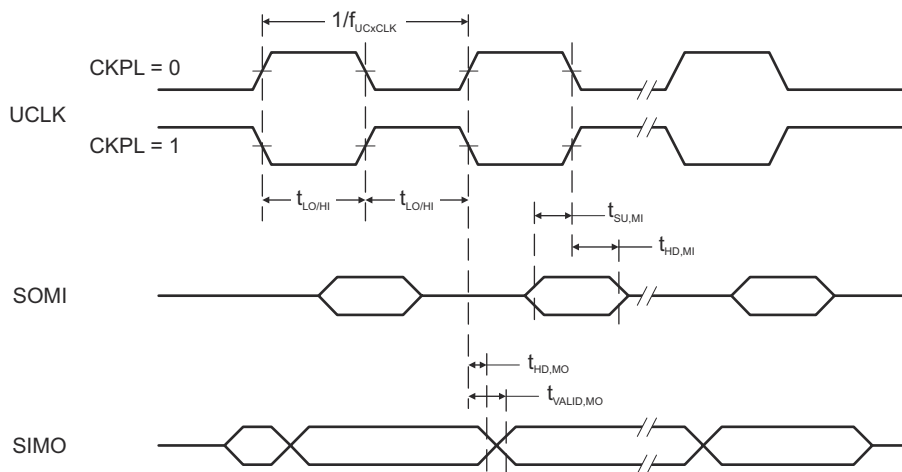 1/fUCxCLK
CKPL = 0
UCLK
CKPL = 1
tLO/HI
tLO/HI
tSU,MI
tHD,MI
SOMI
tHD,MO
tVALID,MO
SIMO